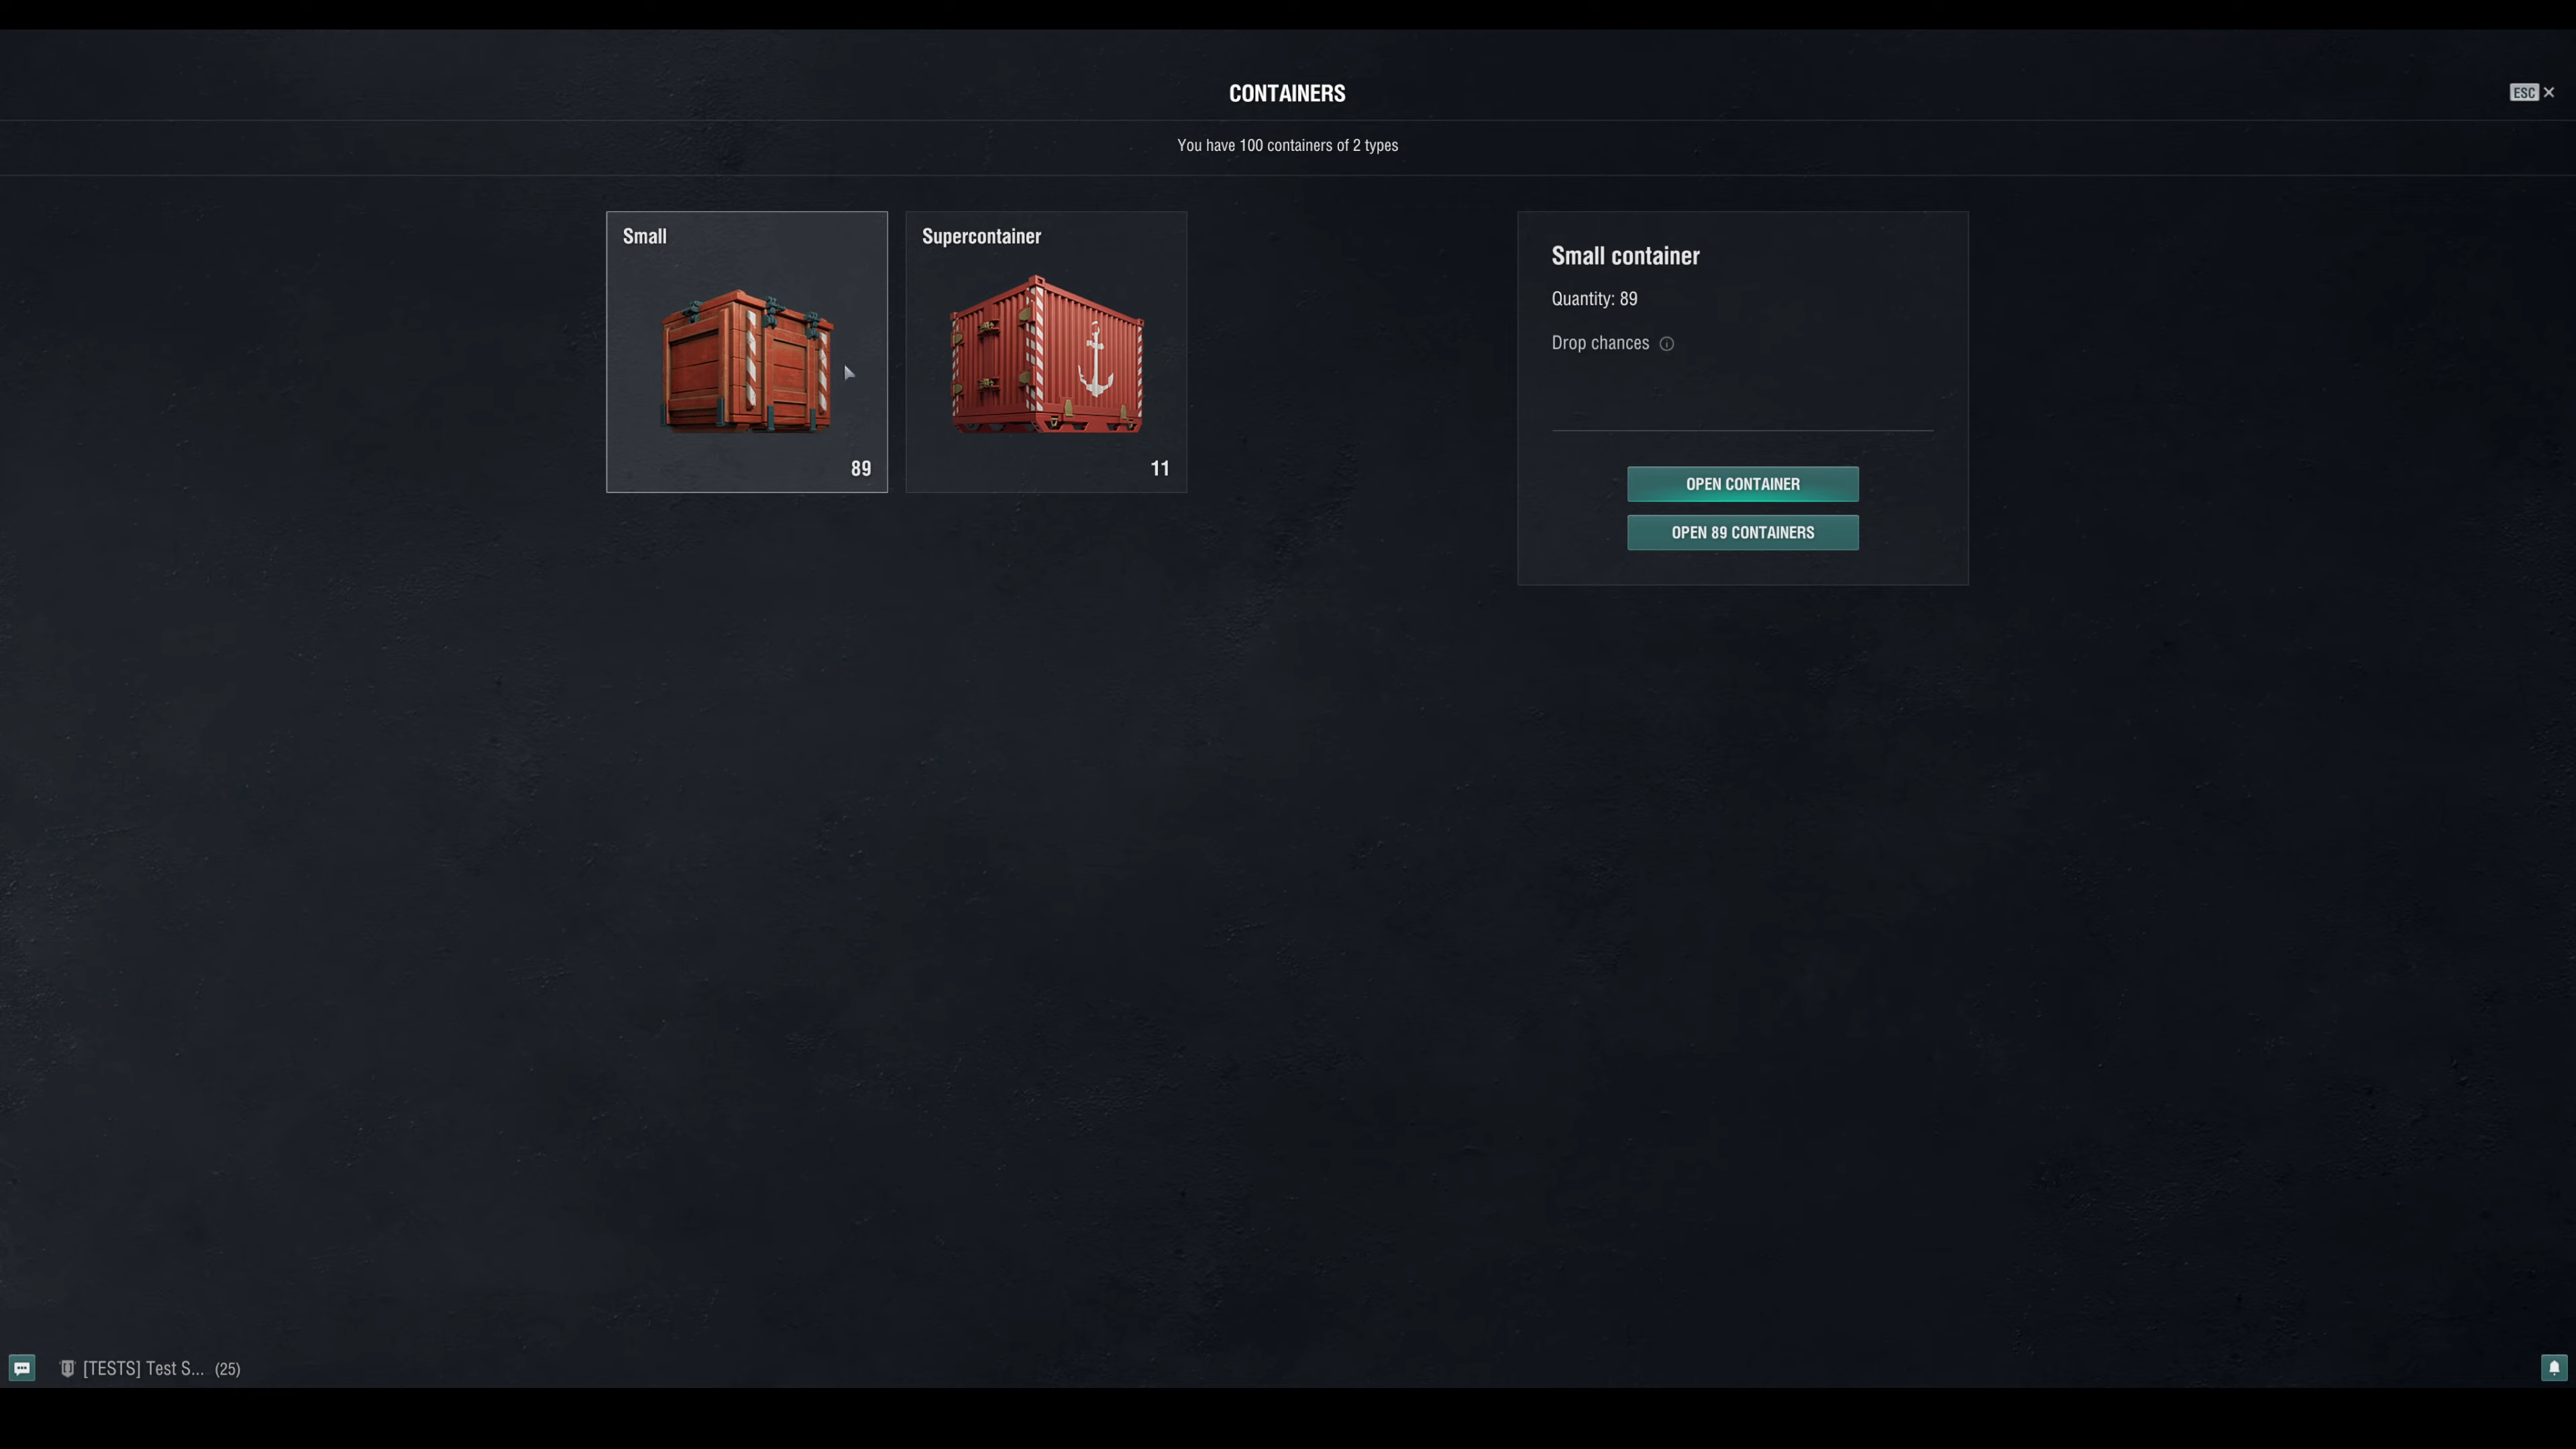 CONTAINERS
ESC
You have 100 containers of 2 types
Small
89
Supercontainer
11
Small container
Quantity: 89
Drop chances
OPEN CONTAINER
OPEN 89 CONTAINERS
[TESTS] Test S... (25)